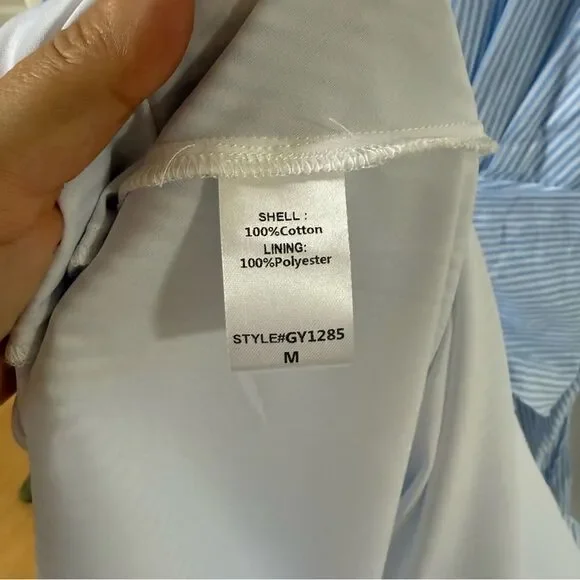 SHELL :
100%Cotton
LINING:
100%Polyester
STYLE#GY1285
M